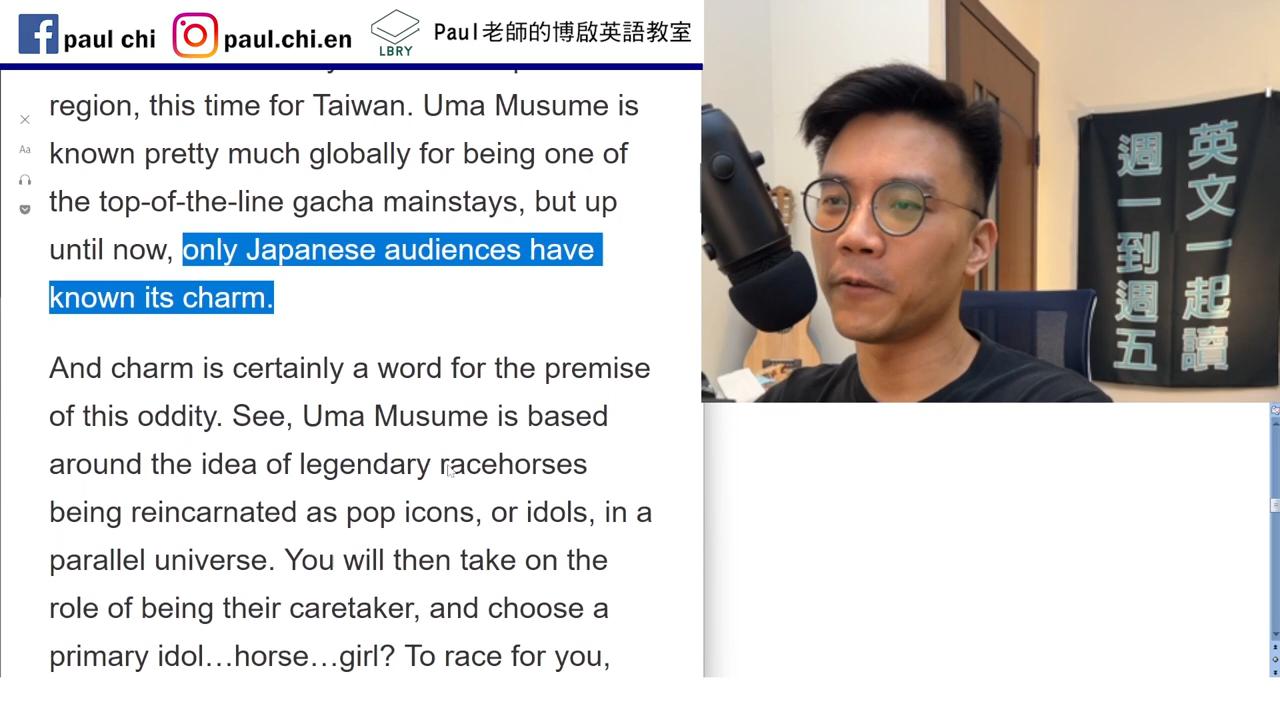 paul chi
paul.chi.en
LBRY
Paul老師的博啟英語教室
region, this time for Taiwan. Uma Musume is
known pretty much globally for being one of
the top-of-the-line gacha mainstays, but up
until now, only Japanese audiences have
known its charm.
And charm is certainly a word for the premise
of this oddity. See, Uma Musume is based
around the idea of legendary racehorses
being reincarnated as pop icons, or idols, in a
parallel universe. You will then take on the
role of being their caretaker, and choose a
primary idol…horse…girl? To race for you,
Aa
英文一起讀
週一到週五